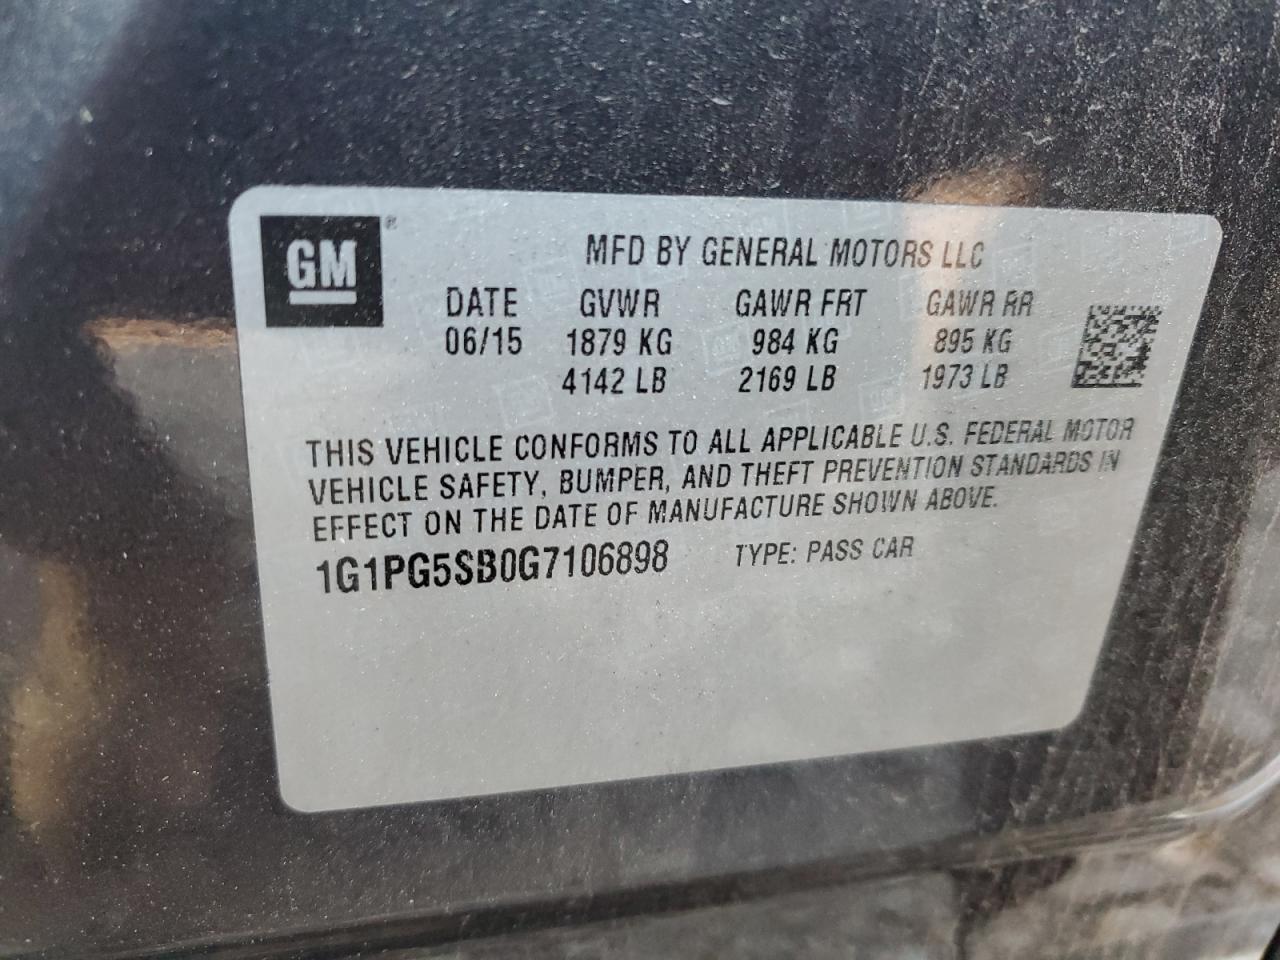 GM ®
MFD BY GENERAL MOTORS LLC
DATE GVWR GAWR FRT GAWR RR
06/15 1879 KG 984 KG 895 KG
4142 LB 2169 LB 1973 LB
THIS VEHICLE CONFORMS TO ALL APPLICABLE U.S. FEDERAL MOTOR
VEHICLE SAFETY, BUMPER, AND THEFT PREVENTION STANDARDS IN
EFFECT ON THE DATE OF MANUFACTURE SHOWN ABOVE.
1G1PG5SB0G7106898 TYPE: PASS CAR